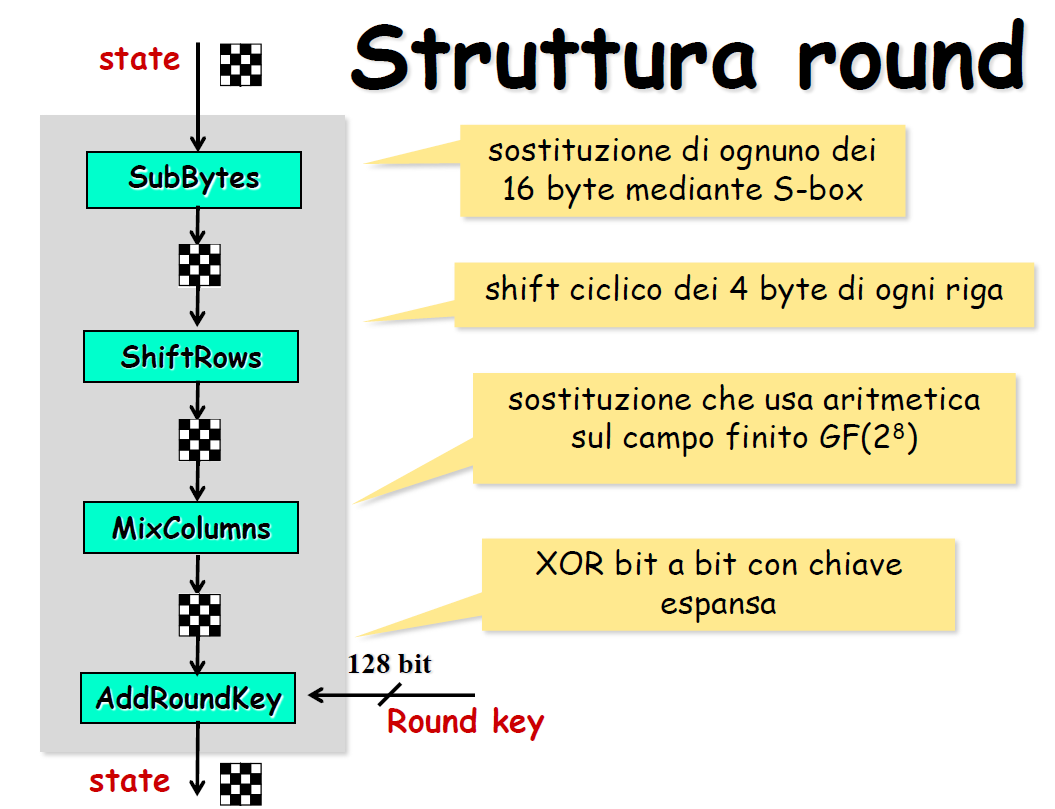 Struttura round
state
SubBytes
sostituzione di ognuno dei
16 byte mediante S-box
shift ciclico dei 4 byte di ogni riga
ShiftRows
sostituzione che usa aritmetica
sul campo finito GF(2⁸)
MixColumns
XOR bit a bit con chiave
espansa
128 bit
AddRoundKey
Round key
state